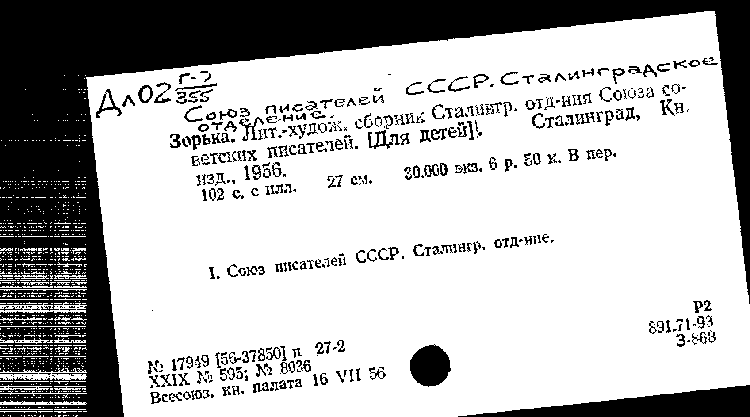 Дл02 Г-7/355
Союз писателей СССР. Сталинградское
отделение.
Зорька. Лит.-худож. сборник Сталингр. отд-ния Союза со-
ветских писателей. [Для детей]. Сталинград, Кн.
изд., 1956.
102 с. с илл. 27 см. 30.000 экз. 6 р. 50 к. В пер.
I. Союз писателей СССР. Сталингр. отд-ние.
Р2
№ 17949 [56-37850] п 27-2
891.71-93
XXIX № 595; № 8036
З-868
Всесоюз. кн. палата 16 VII 56